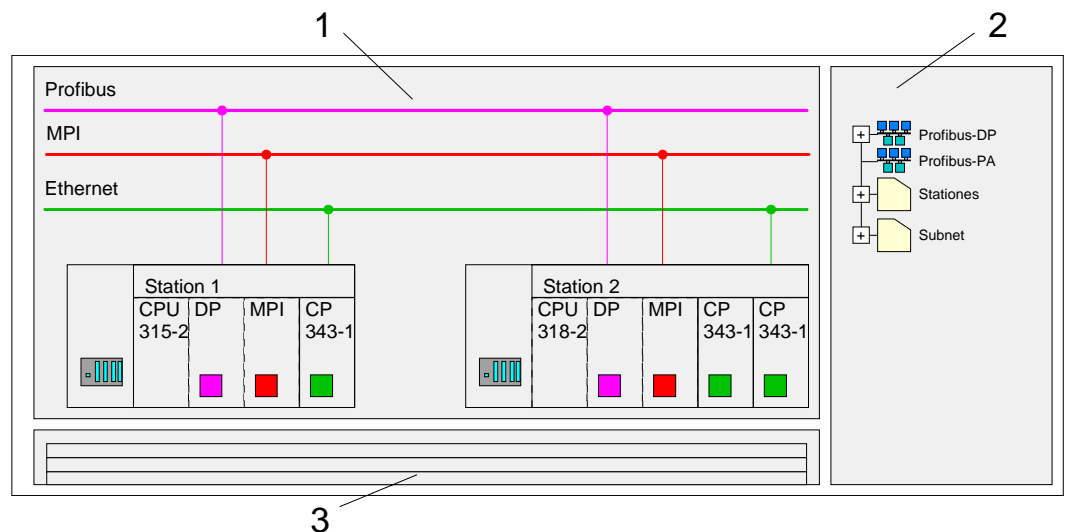 1
2
Profibus
MPI
Ethernet
Profibus-DP
Profibus-PA
Stationes
Subnet
Station 1
CPU 315-2
DP
MPI
CP 343-1
Station 2
CPU 318-2
DP
MPI
CP 343-1
CP 343-1
3